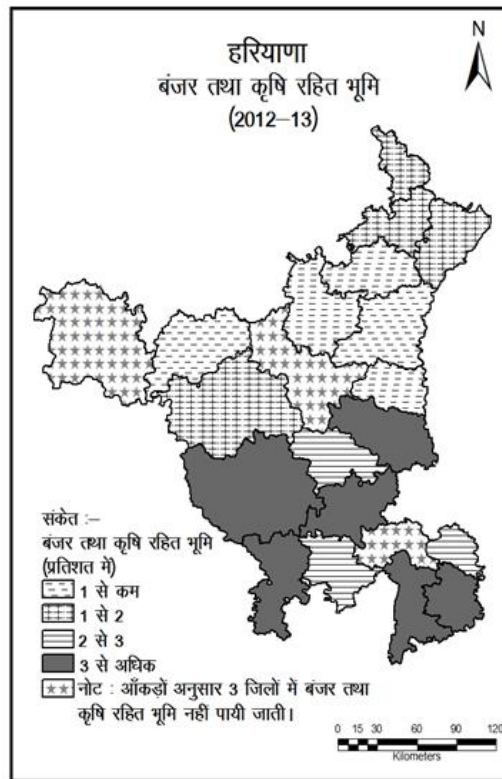 N
हरियाणा
बंजर तथा कृषि रहित भूमि
(2012–13)
संकेत :–
बंजर तथा कृषि रहित भूमि
(प्रतिशत में)
1 से कम
1 से 2
2 से 3
3 से अधिक
नोट : आँकड़ों अनुसार 3 जिलों में बंजर तथा
कृषि रहित भूमि नहीं पायी जाती।
0 15 30 60 90 120
Kilometers